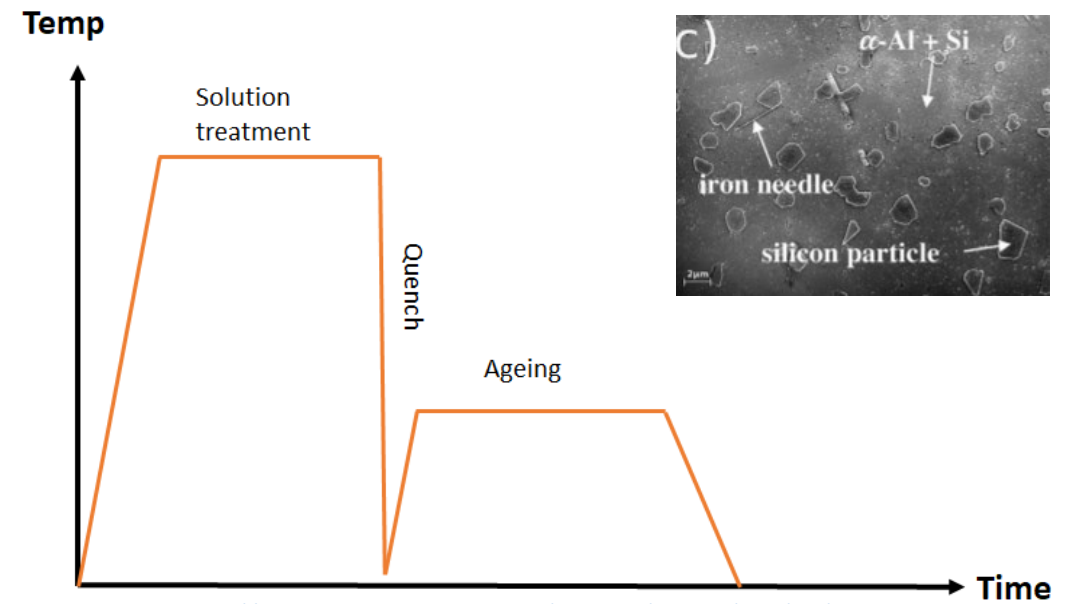 Temp
Solution
treatment
Quench
Ageing
Time
c)
α-Al + Si
iron needle
silicon particle
2µm